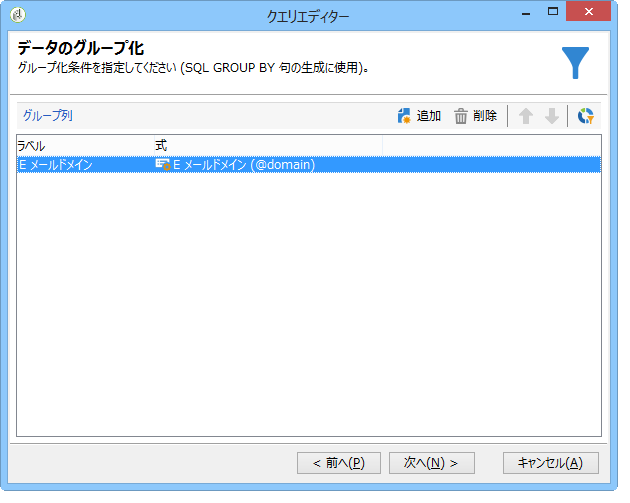 クエリエディター
データのグループ化
グループ化条件を指定してください (SQL GROUP BY 句の生成に使用)。
グループ列 追加 削除
ラベル 式
E メールドメイン E メールドメイン (@domain)
< 前へ(P) 次へ(N) > キャンセル(A)